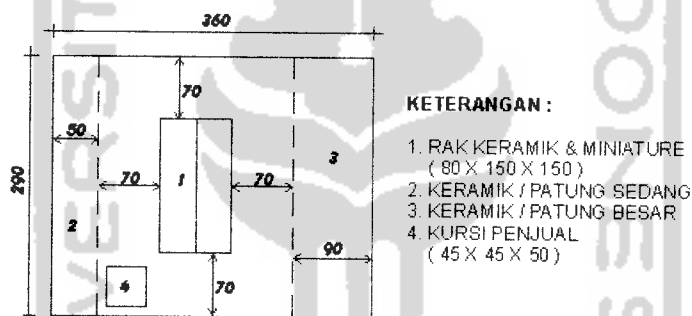 360
70
KETERANGAN :
50
1. RAK KERAMIK & MINIATURE
( 80 X 150 X 150 )
290
70
1
70
3
2. KERAMIK / PATUNG SEDANG
3. KERAMIK / PATUNG BESAR
2
90
4. KURSI PENJUAL
( 45 X 45 X 50 )
4
70